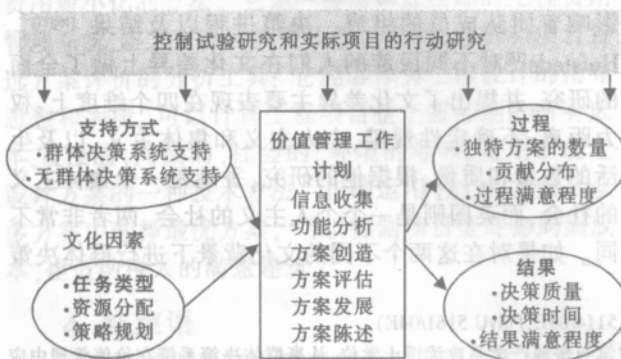 控制试验研究和实际项目的行动研究
支持方式
•群体决策系统支持
•无群体决策系统支持
文化因素
•任务类型
•资源分配
•策略规划
价值管理工作
计划
信息收集
功能分析
方案创造
方案评估
方案发展
方案陈述
过程
•独特方案的数量
•贡献分布
•过程满意程度
结果
•决策质量
•决策时间
•结果满意程度